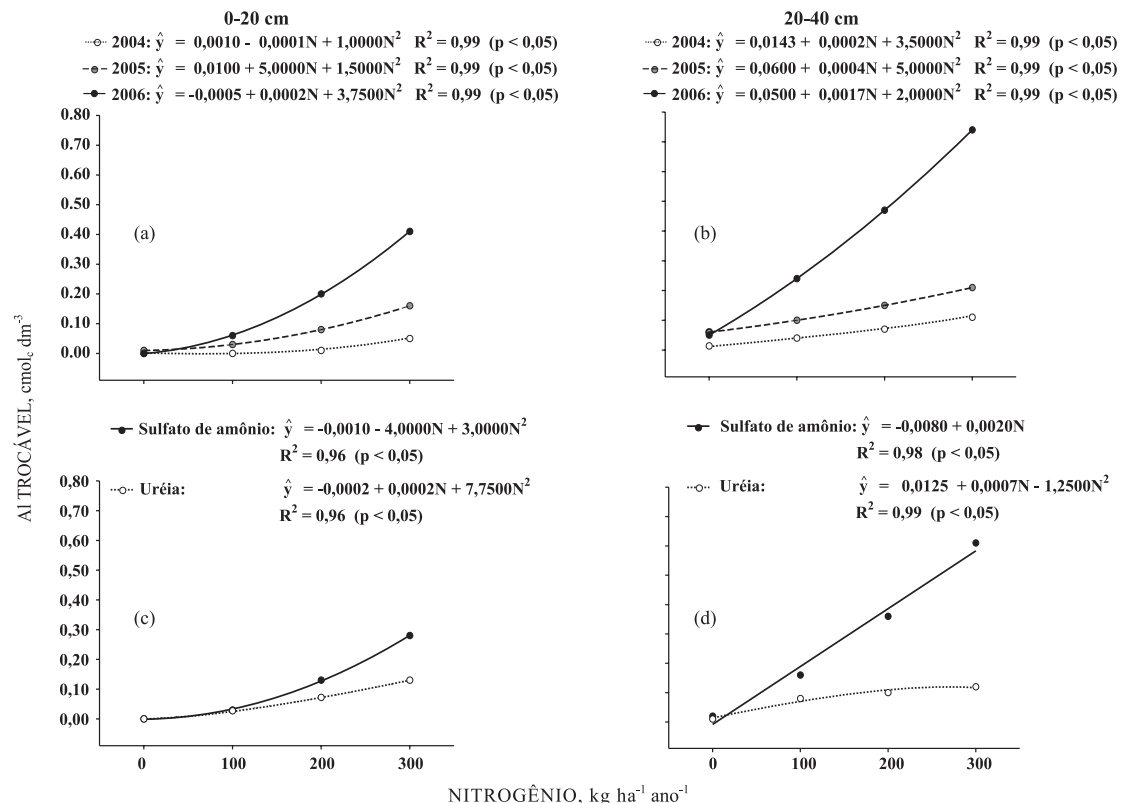 0-20 cm
2004: ŷ = 0,0010 - 0,0001N + 1,0000N² R² = 0,99 (p < 0,05)
2005: ŷ = 0,0100 + 5,0000N + 1,5000N² R² = 0,99 (p < 0,05)
2006: ŷ = -0,0005 + 0,0002N + 3,7500N² R² = 0,99 (p < 0,05)
20-40 cm
2004: ŷ = 0,0143 + 0,0002N + 3,5000N² R² = 0,99 (p < 0,05)
2005: ŷ = 0,0600 + 0,0004N + 5,0000N² R² = 0,99 (p < 0,05)
2006: ŷ = 0,0500 + 0,0017N + 2,0000N² R² = 0,99 (p < 0,05)
0.80
0.70
0.60
0.50
0.40
0.30
0.20
0.10
0.00
(a)
(b)
Al TROCÁVEL, cmol_c dm⁻³
Sulfato de amônio: ŷ = -0,0010 - 4,0000N + 3,0000N²
R² = 0,96 (p < 0,05)
Uréia: ŷ = -0,0002 + 0,0002N + 7,7500N²
R² = 0,96 (p < 0,05)
Sulfato de amônio: ŷ = -0,0080 + 0,0020N
R² = 0,98 (p < 0,05)
Uréia: ŷ = 0,0125 + 0,0007N - 1,2500N²
R² = 0,99 (p < 0,05)
0,80
0,70
0,60
0,50
0,40
0,30
0,20
0,10
0,00
(c)
(d)
0 100 200 300
0 100 200 300
NITROGÊNIO, kg ha⁻¹ ano⁻¹